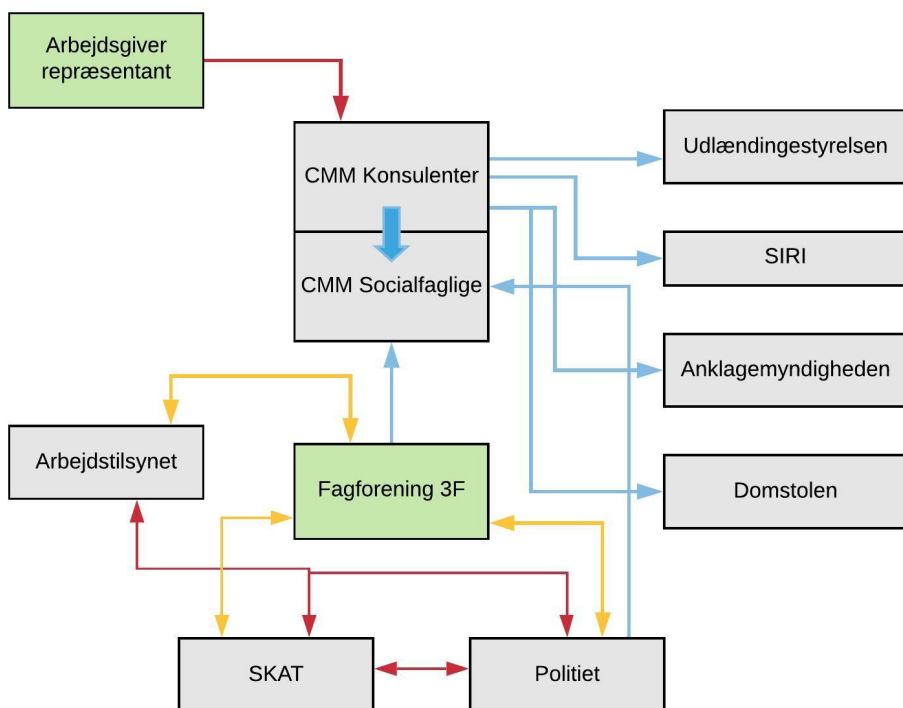 Arbejdsgiver
repræsentant
CMM Konsulenter
CMM Socialfaglige
Udlændingestyrelsen
SIRI
Anklagemyndigheden
Domstolen
Arbejdstilsynet
Fagforening 3F
SKAT
Politiet